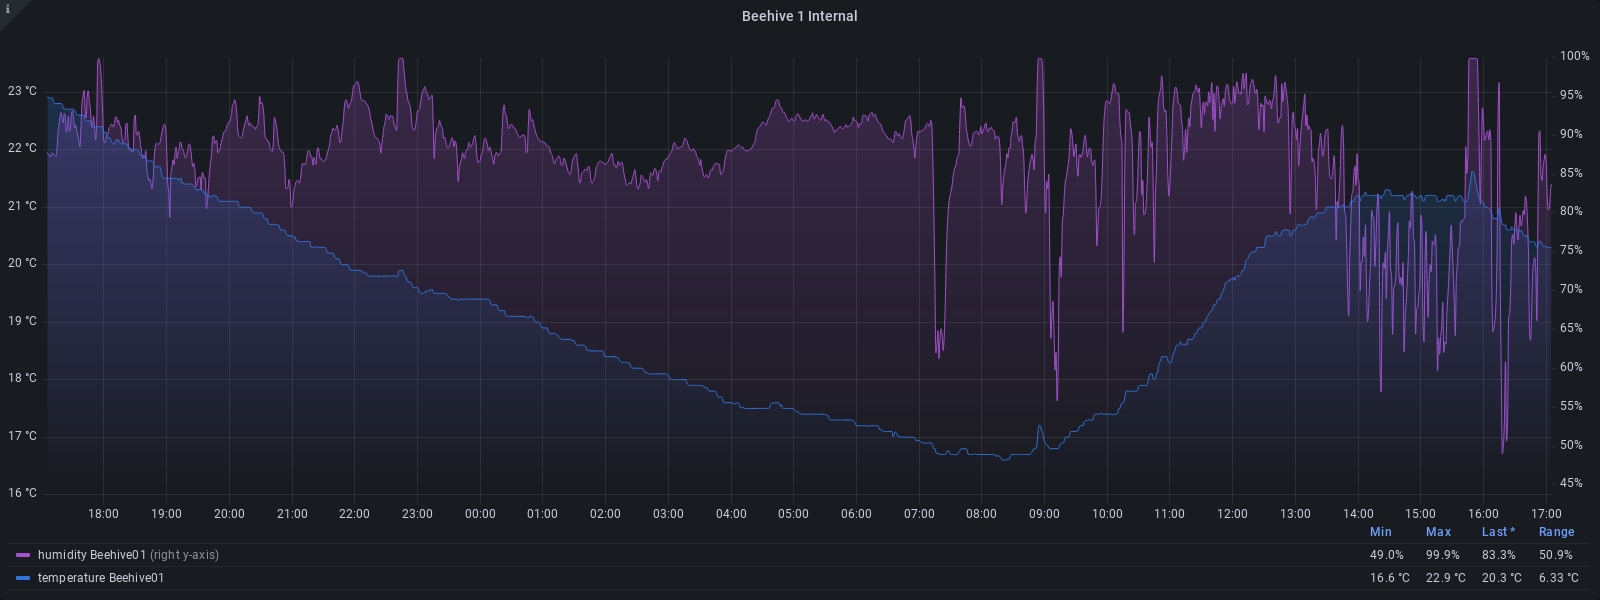 i
Beehive 1 Internal
23 °C
22 °C
21 °C
20 °C
19 °C
18 °C
17 °C
16 °C
100%
95%
90%
85%
80%
75%
70%
65%
60%
55%
50%
45%
18:00 19:00 20:00 21:00 22:00 23:00 00:00 01:00 02:00 03:00 04:00 05:00 06:00 07:00 08:00 09:00 10:00 11:00 12:00 13:00 14:00 15:00 16:00 17:00
Min Max Last * Range
humidity Beehive01 (right y-axis) 49.0% 99.9% 83.3% 50.9%
temperature Beehive01 16.6 °C 22.9 °C 20.3 °C 6.33 °C